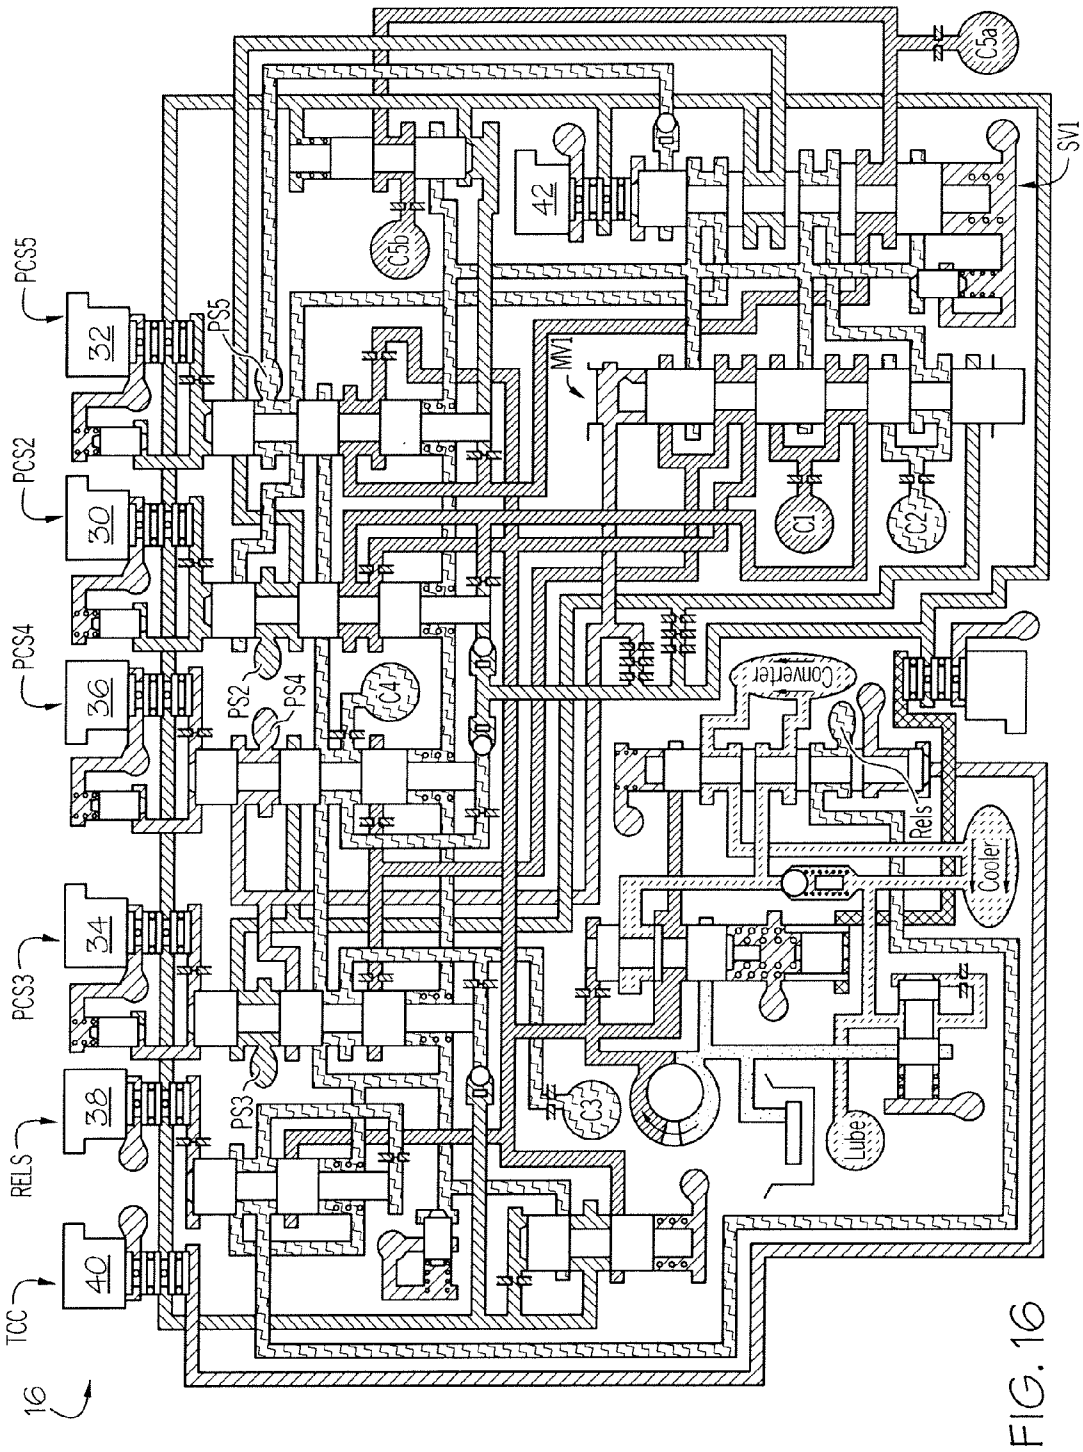 16
TCC
RELS
PCS3
PCS4
PCS2
PCS5
40
38
34
36
30
32
PS3
PS4
PS2
PS5
C4
C3
C5b
C5a
42
SV1
MV1
C1
C2
Converter
Rels
Cooler
Lube
FIG. 16